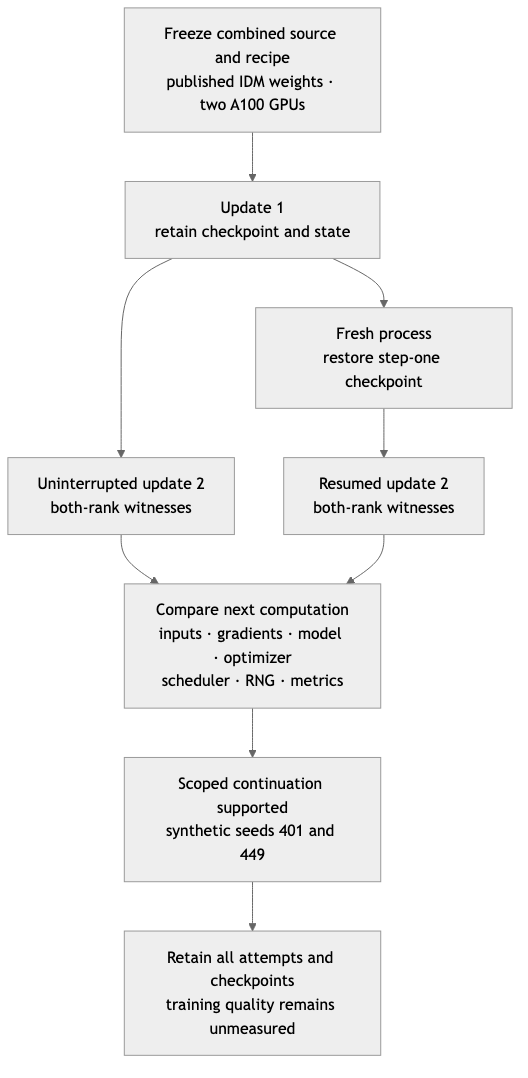 Freeze combined source
and recipe
published IDM weights ·
two A100 GPUs
Update 1
retain checkpoint and state
Fresh process
restore step-one
checkpoint
Uninterrupted update 2
both-rank witnesses
Resumed update 2
both-rank witnesses
Compare next computation
inputs · gradients · model
· optimizer
scheduler · RNG · metrics
Scoped continuation
supported
synthetic seeds 401 and
449
Retain all attempts and
checkpoints
training quality remains
unmeasured